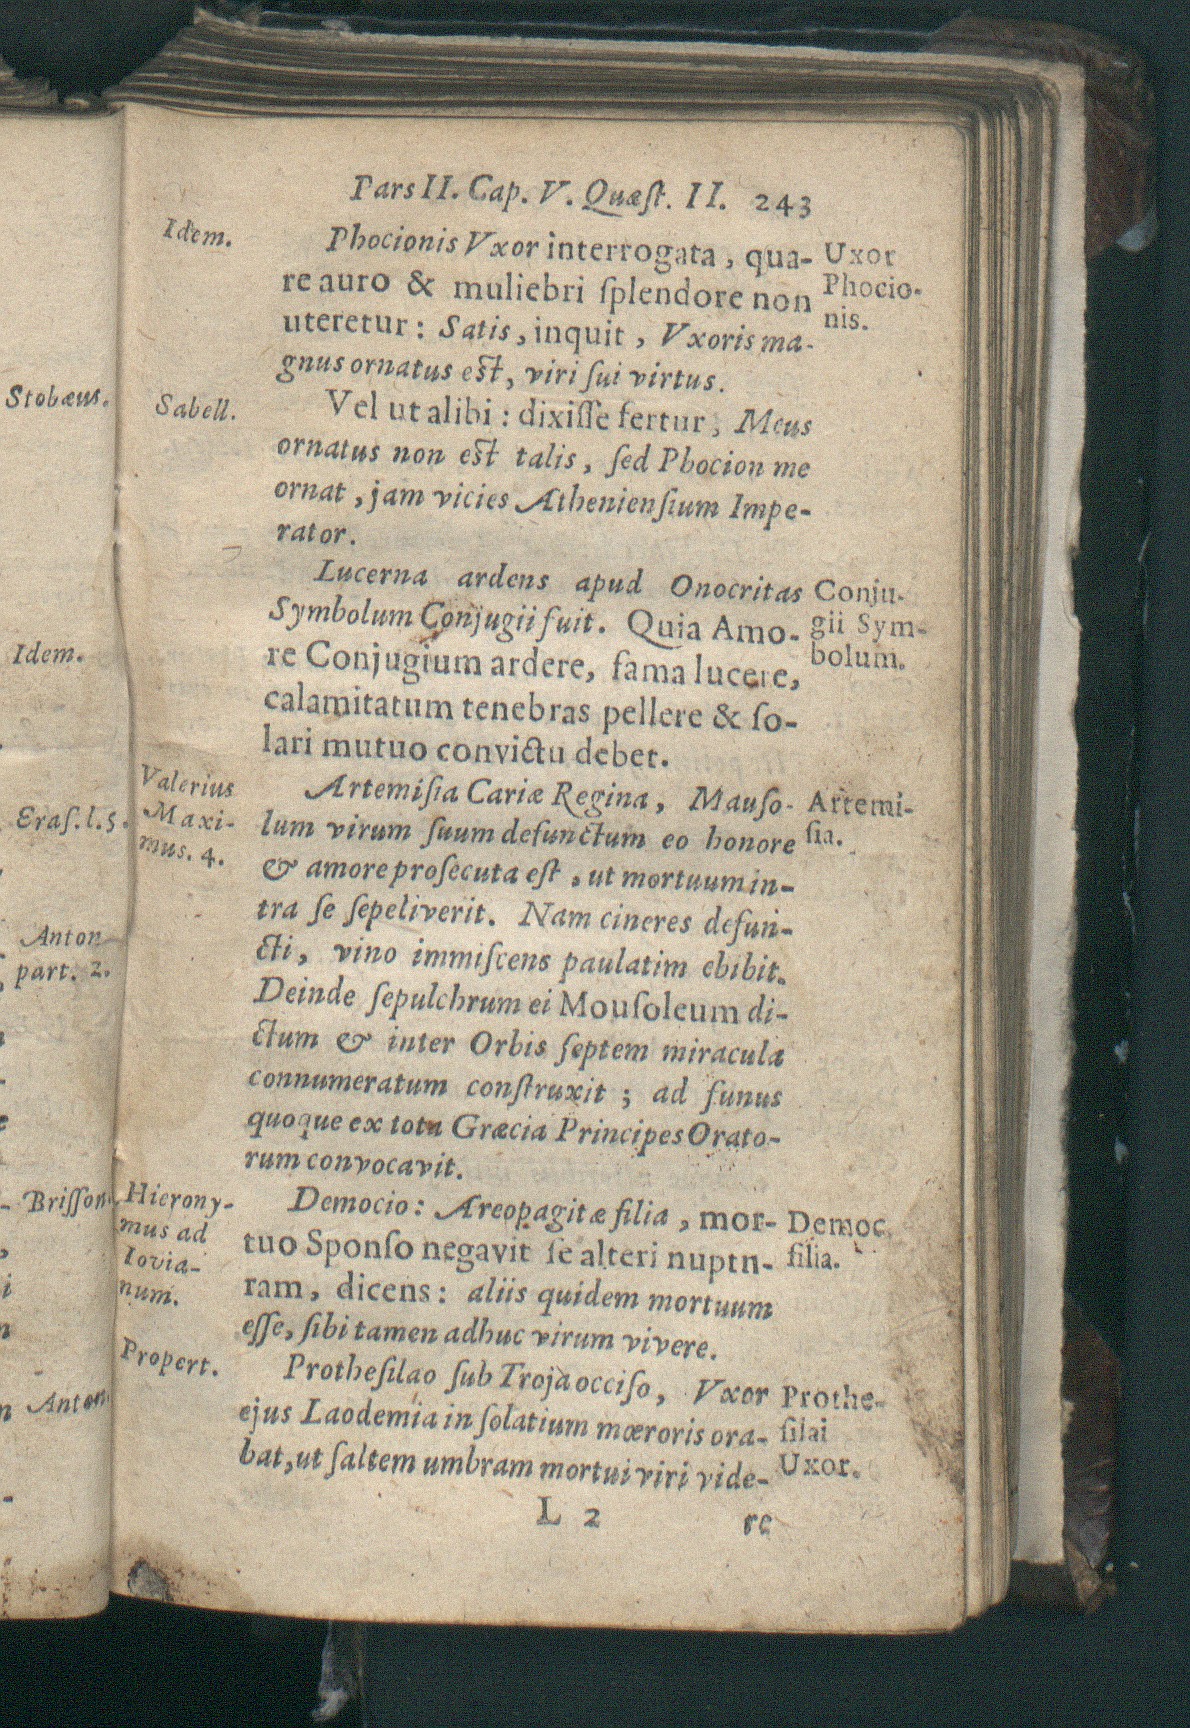 Pars II. Cap. V. Quæſt. II. 243
Idem.
Phocionis Vxor interrogata, qua-
re auro & muliebri ſplendore non
uteretur: Satis, inquit, Vxoris ma-
gnus ornatus eſt, viri ſui virtus.
Uxor
Phocio-
nis.
Sabell.
Vel ut alibi: dixiſſe fertur, Meus
ornatus non eſt talis, ſed Phocion me
ornat, jam vicies Athenienſium Impe-
rator.
Lucerna ardens apud Onocritas
Symbolum Conjugii fuit. Quia Amo-
re Conjugium ardere, fama lucere,
calamitatum tenebras pellere & ſo-
lari mutuo convictu debet.
Conju-
gii Sym-
bolum.
Valerius
Maxi-
mus. 4.
Artemiſia Cariæ Regina, Mauſo-
lum virum ſuum defunctum eo honore
& amore proſecuta eſt, ut mortuum in-
tra ſe ſepeliverit. Nam cineres defun-
cti, vino immiſcens paulatim ebibit.
Deinde ſepulchrum ei Mouſoleum di-
ctum & inter Orbis ſeptem miracula
connumeratum conſtruxit; ad funus
quoque ex tota Græcia Principes Orato-
rum convocavit.
Artemi-
ſia.
Hierony-
mus ad
Iovia-
num.
Democio: Areopagitæ filia, mor-
tuo Sponſo negavit ſe alteri nuptn-
ram, dicens: aliis quidem mortuum
eſſe, ſibi tamen adhuc virum vivere.
Democ
filia.
Propert.
Protheſilao ſub Troja occiſo, Vxor
ejus Laodemia in ſolatium mœroris ora-
bat, ut ſaltem umbram mortui viri vide-
Prothe-
ſilai
Uxor.
L 2
re
Stobæus.
Idem.
Eraſ. l. 5.
Anton
part. 2.
Briſſon
Anton